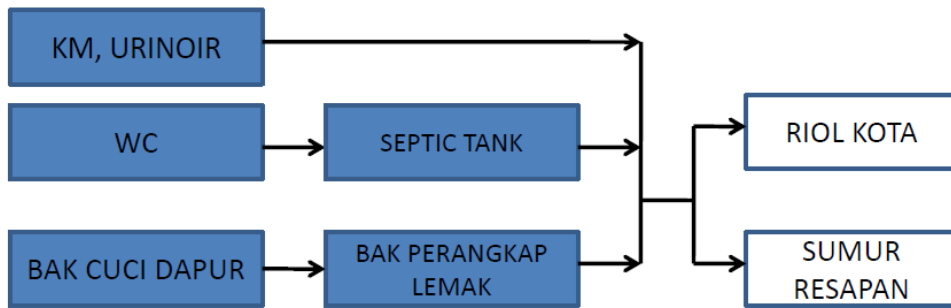 KM, URINOIR
WC
SEPTIC TANK
RIOL KOTA
BAK CUCI DAPUR
BAK PERANGKAP
LEMAK
SUMUR
RESAPAN